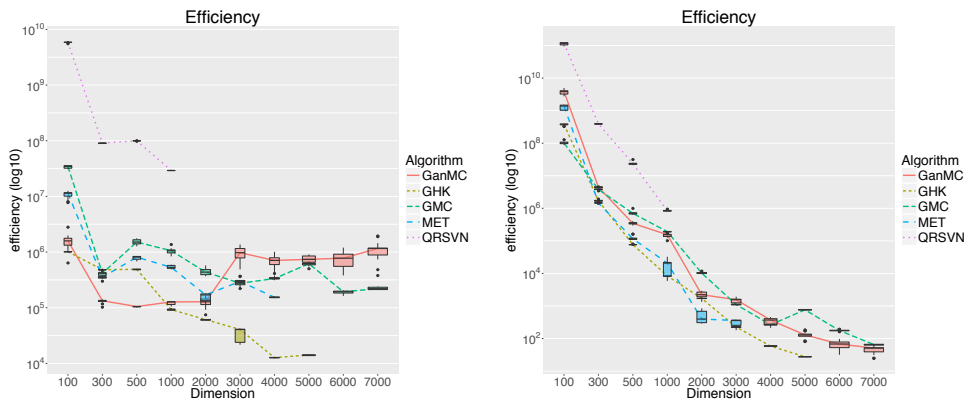 Efficiency
efficiency (log10)
10^10
10^9
10^8
10^7
10^6
10^5
10^4
100 300 500 1000 2000 3000 4000 5000 6000 7000
Dimension
Algorithm
GanMC
GHK
GMC
MET
QRSVN
Efficiency
efficiency (log10)
10^10
10^8
10^6
10^4
10^2
100 300 500 1000 2000 3000 4000 5000 6000 7000
Dimension
Algorithm
GanMC
GHK
GMC
MET
QRSVN